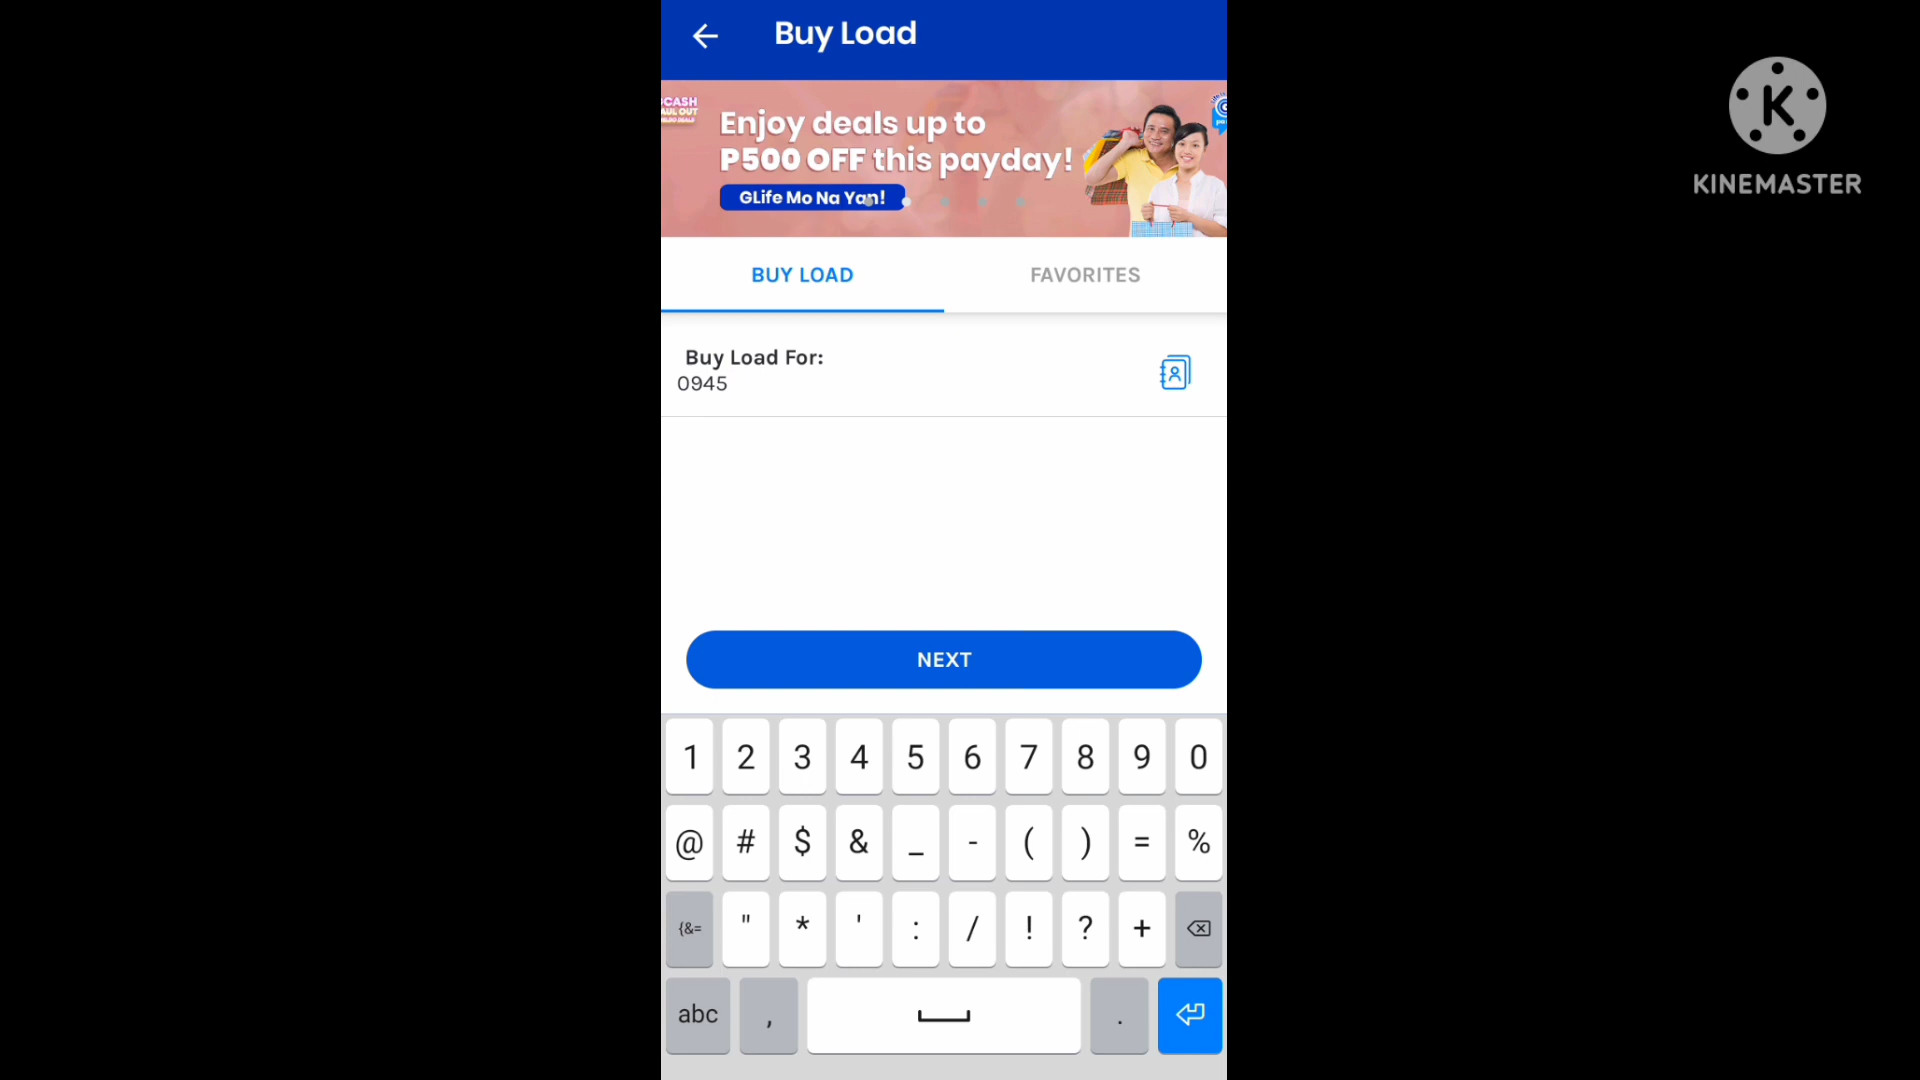 Buy Load
KINEMASTER
Enjoy deals up to
P500 OFF this payday!
GLife Mo Na Yan!
BUY LOAD
FAVORITES
Buy Load For:
0945
NEXT
1 2 3 4 5 6 7 8 9 0
@ # $ & _ - ( ) = %
{&= " * ' : / ! ? +
abc , .